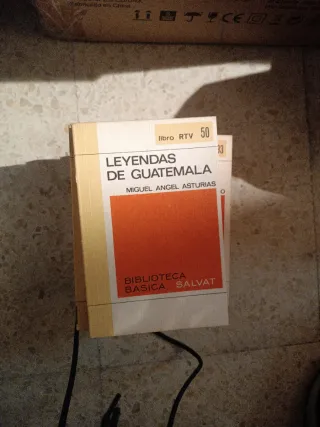 libro RTV 50
LEYENDAS
DE GUATEMALA
MIGUEL ANGEL ASTURIAS
BIBLIOTECA
BASICA SALVAT